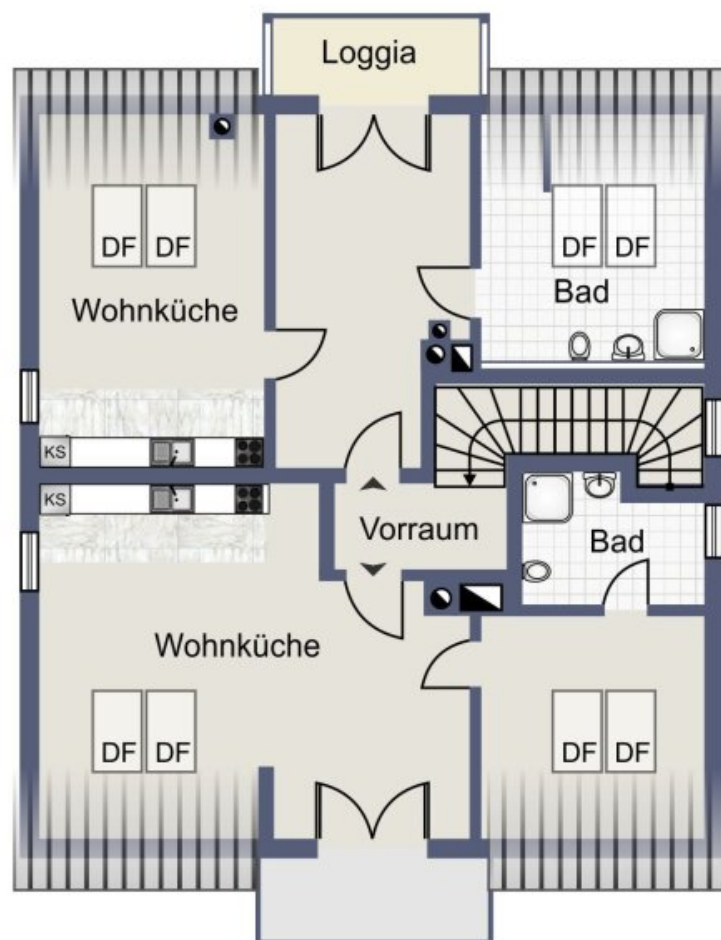 Loggia
DF DF
DF DF
Wohnküche
Bad
KS
KS
Vorraum
Bad
Wohnküche
DF DF
DF DF